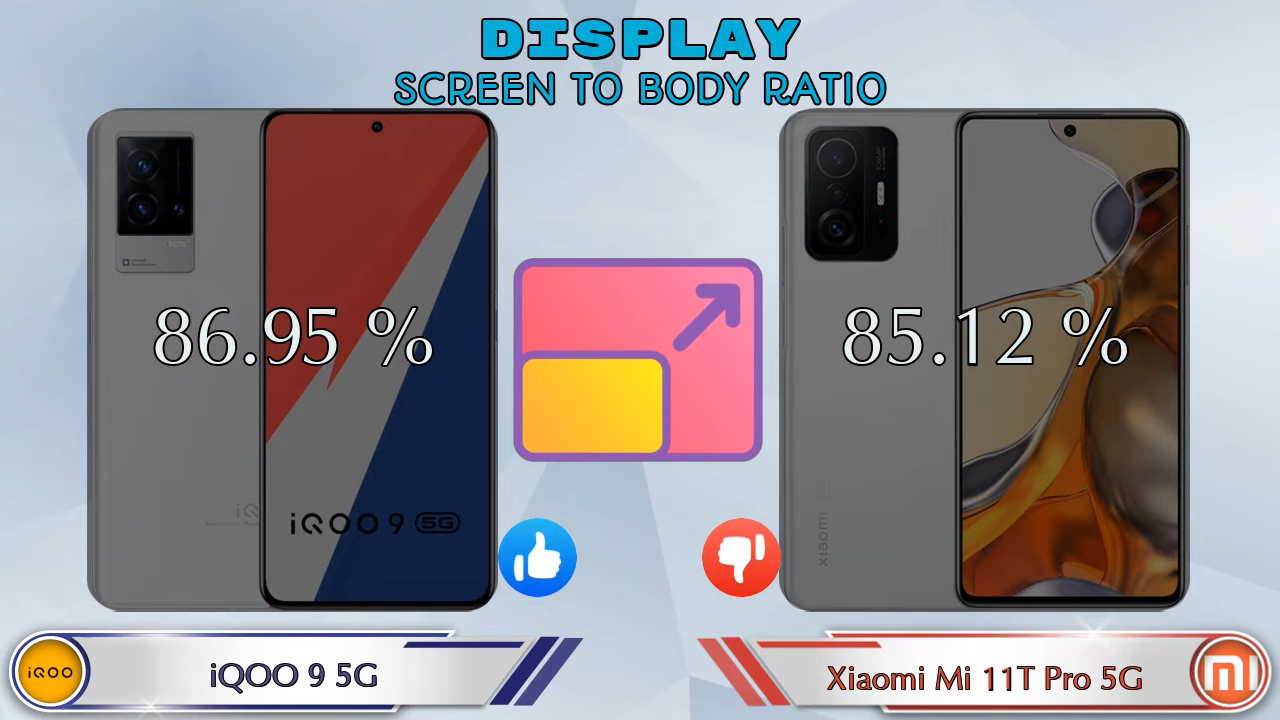 DISPLAY
SCREEN TO BODY RATIO
86.95 %
85.12 %
iQOO 9 5G
xiaomi
iQOO
iQOO 9 5G
Xiaomi Mi 11T Pro 5G